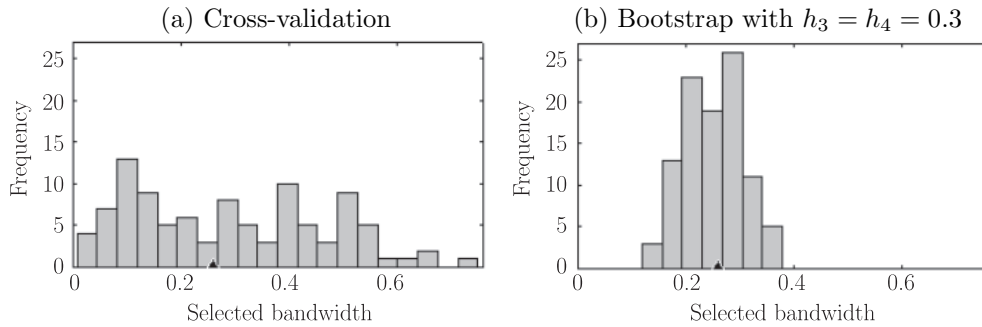 (a) Cross-validation
25
20
15
10
5
0
Frequency
0 0.2 0.4 0.6
Selected bandwidth
(b) Bootstrap with h₃ = h₄ = 0.3
25
20
15
10
5
0
Frequency
0 0.2 0.4 0.6
Selected bandwidth